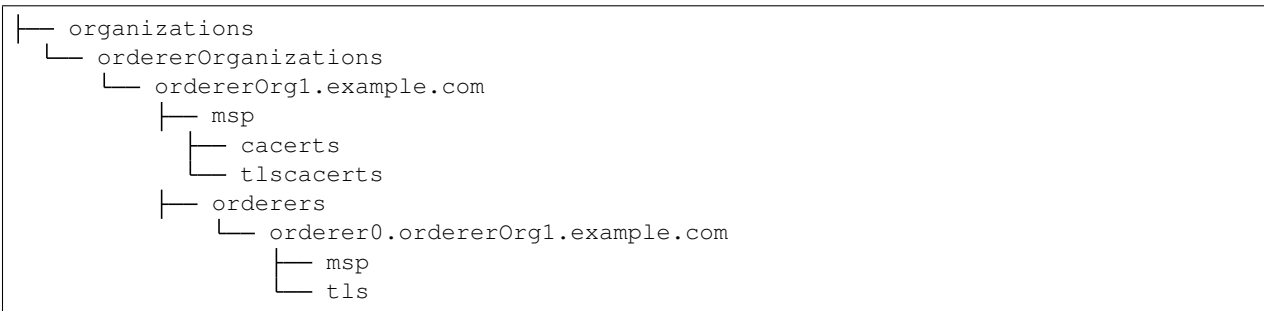 ├── organizations
  └── ordererOrganizations
      └── ordererOrg1.example.com
          ├── msp
            ├── cacerts
            └── tlscacerts
          ├── orderers
              └── orderer0.ordererOrg1.example.com
                  ├── msp
                  └── tls